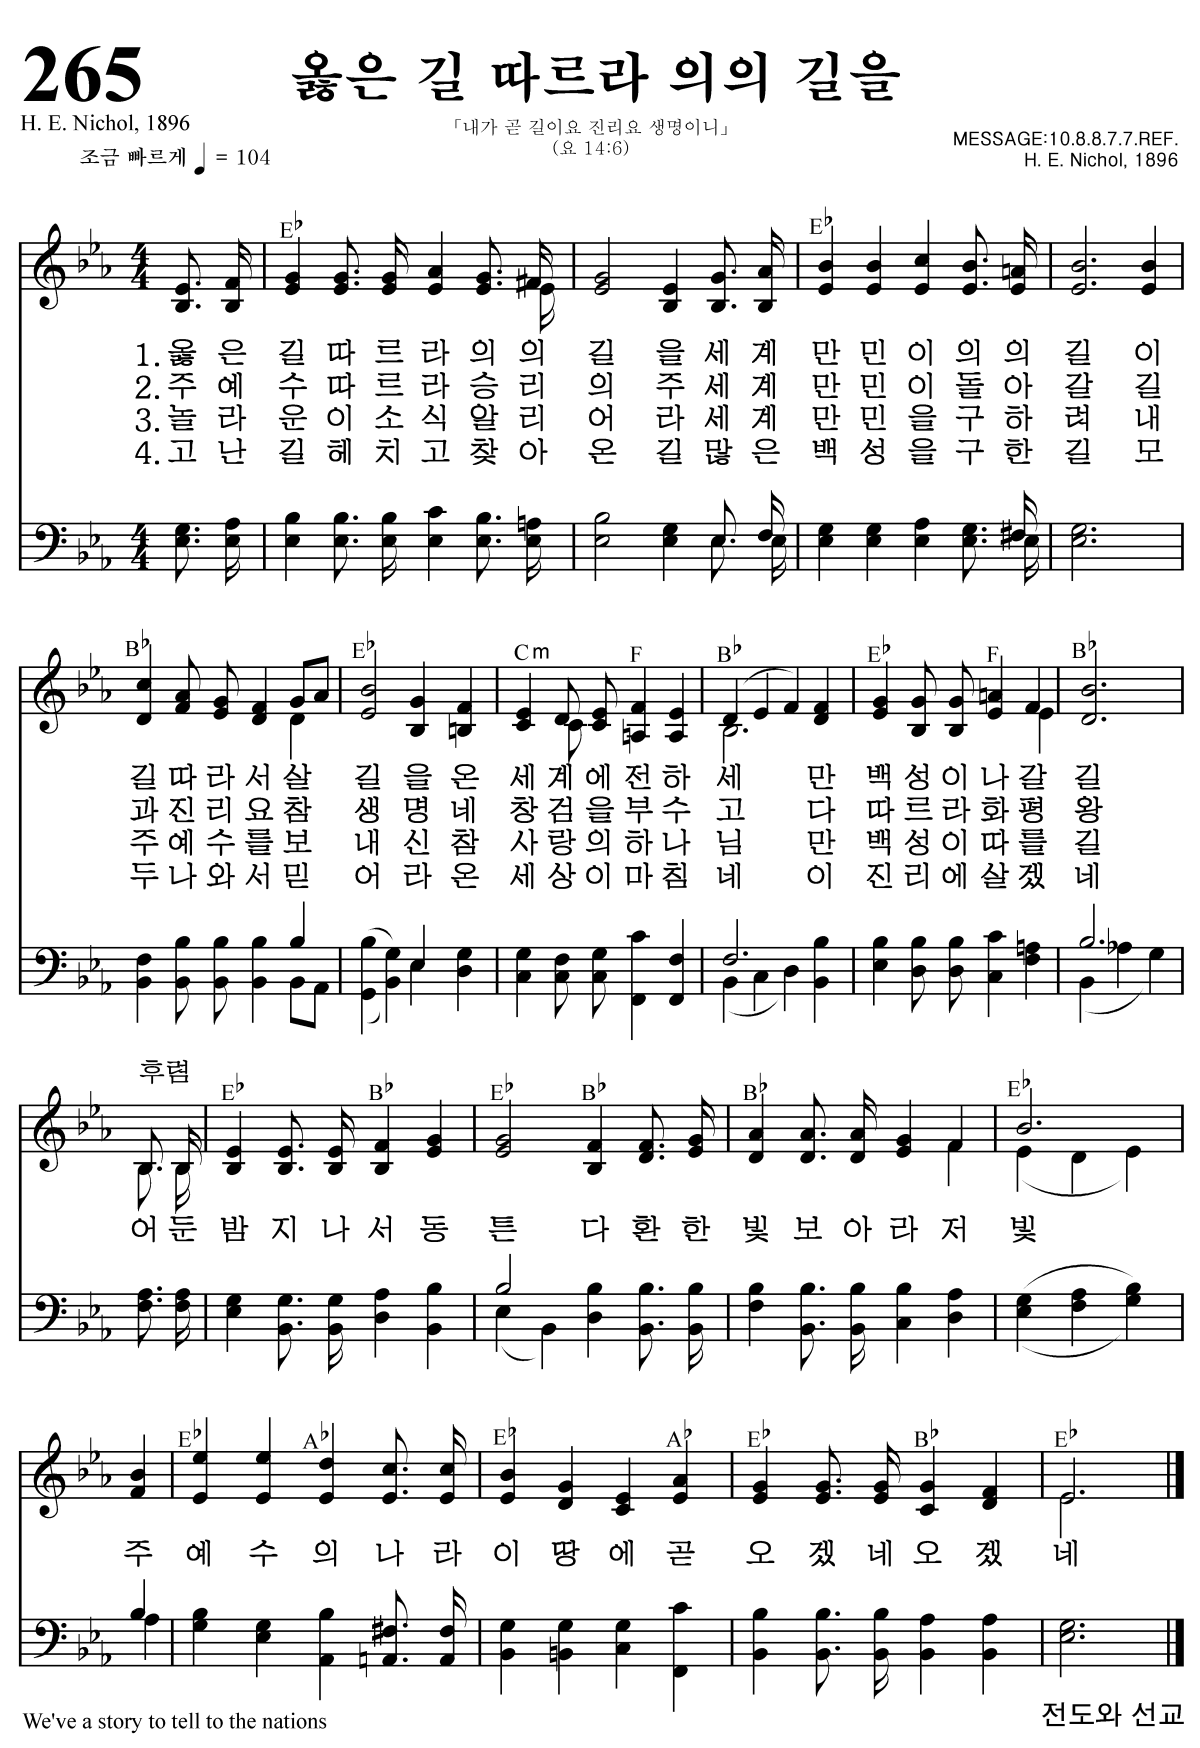 265
옳은 길 따르라 의의 길을
H. E. Nichol, 1896
「내가 곧 길이요 진리요 생명이니」
(요 14:6)
MESSAGE:10.8.8.7.7.REF.
H. E. Nichol, 1896
조금 빠르게 ♩ = 104
E♭ E♭
1. 옳 은 길 따 르 라 의 의 길 을 세 계 만 민 이 의 의 길 이
2. 주 예 수 따 르 라 승 리 의 주 세 계 만 민 이 돌 아 갈 길
3. 놀 라 운 이 소 식 알 리 어 라 세 계 만 민 을 구 하 려 내
4. 고 난 길 헤 치 고 찾 아 온 길 많 은 백 성 을 구 한 길 모
B♭ E♭ Cm F B♭ E♭ F B♭
길 따 라 서 살 길 을 온 세 계 에 전 하 세 만 백 성 이 나 갈 길
과 진 리 요 참 생 명 네 창 검 을 부 수 고 다 따 르 라 화 평 왕
주 예 수 를 보 내 신 참 사 랑 의 하 나 님 만 백 성 이 따 를 길
두 나 와 서 믿 어 라 온 세 상 이 마 침 네 이 진 리 에 살 겠 네
후렴
E♭ B♭ E♭ B♭ B♭ E♭
어 둔 밤 지 나 서 동 튼 다 환 한 빛 보 아 라 저 빛
E♭ A♭ E♭ A♭ E♭ B♭ E♭
주 예 수 의 나 라 이 땅 에 곧 오 겠 네 오 겠 네
We've a story to tell to the nations
전도와 선교